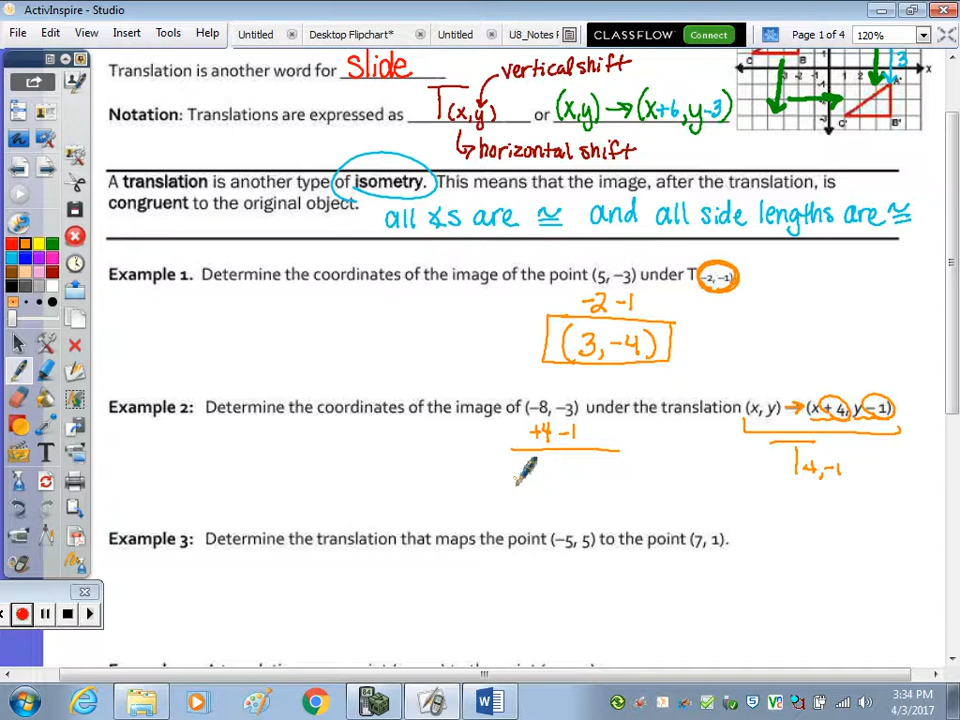 ActivInspire - Studio
File Edit View Insert Tools Help
Untitled Desktop Flipchart* Untitled U8_Notes
CLASSFLOW Connect
Page 1 of 4 120%
Translation is another word for slide
vertical shift
Notation: Translations are expressed as T(x,y) or (x,y)→(x+6,y-3)
horizontal shift
x
1 2
-1
3
C B
A'
C' B'
A translation is another type of isometry. This means that the image, after the translation, is
congruent to the original object.
all ∡s are ≅ and all side lengths are ≅
Example 1. Determine the coordinates of the image of the point (5, –3) under T(–2, –1)
-2 -1
(3,-4)
Example 2: Determine the coordinates of the image of (–8, –3) under the translation (x, y) → (x + 4, y – 1)
+4 -1
T4,-1
Example 3: Determine the translation that maps the point (–5, 5) to the point (7, 1).
3:34 PM
4/3/2017